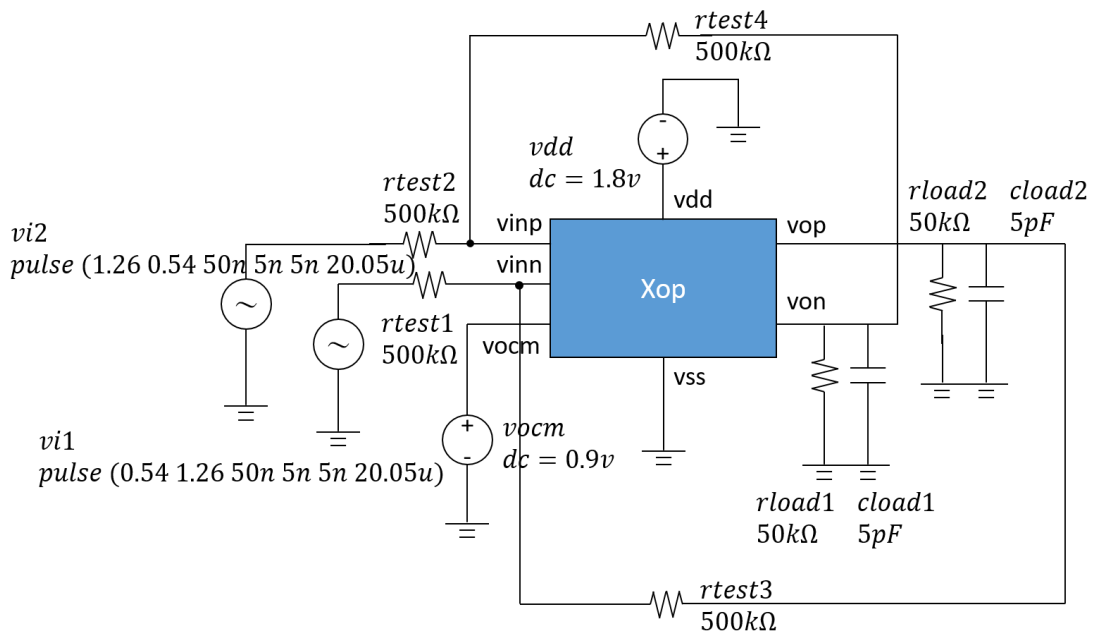 rtest4
500kΩ
-
+
vdd
dc = 1.8v
vdd
rtest2
500kΩ
vinp
vop
rload2 cload2
50kΩ 5pF
vi2
pulse (1.26 0.54 50n 5n 5n 20.05u)
vinn
Xop
von
~
~
rtest1
500kΩ
vocm
vss
+
-
vocm
dc = 0.9v
vi1
pulse (0.54 1.26 50n 5n 5n 20.05u)
rload1 cload1
50kΩ 5pF
rtest3
500kΩ